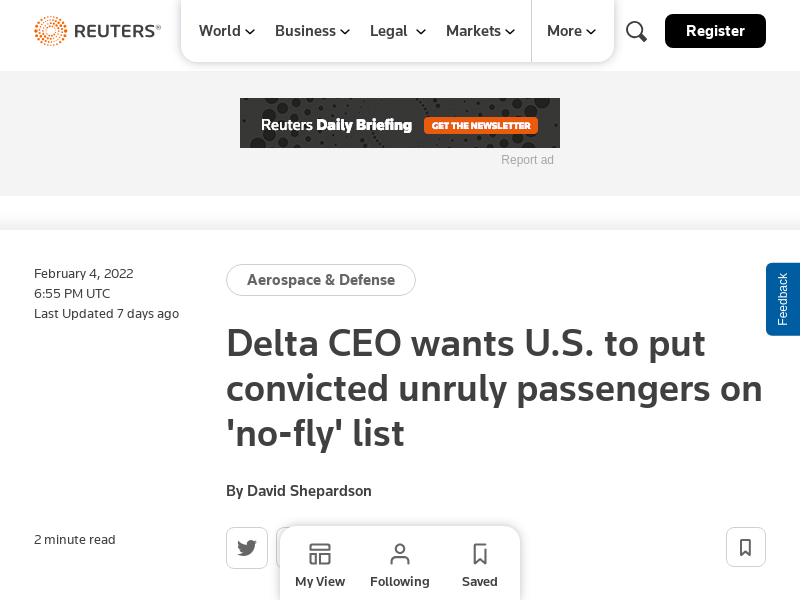 REUTERS®
World
Business
Legal
Markets
More
Register
Reuters Daily Briefing
GET THE NEWSLETTER
Report ad
February 4, 2022
6:55 PM UTC
Last Updated 7 days ago
Aerospace & Defense
Feedback
Delta CEO wants U.S. to put
convicted unruly passengers on
'no-fly' list
By David Shepardson
2 minute read
My View
Following
Saved